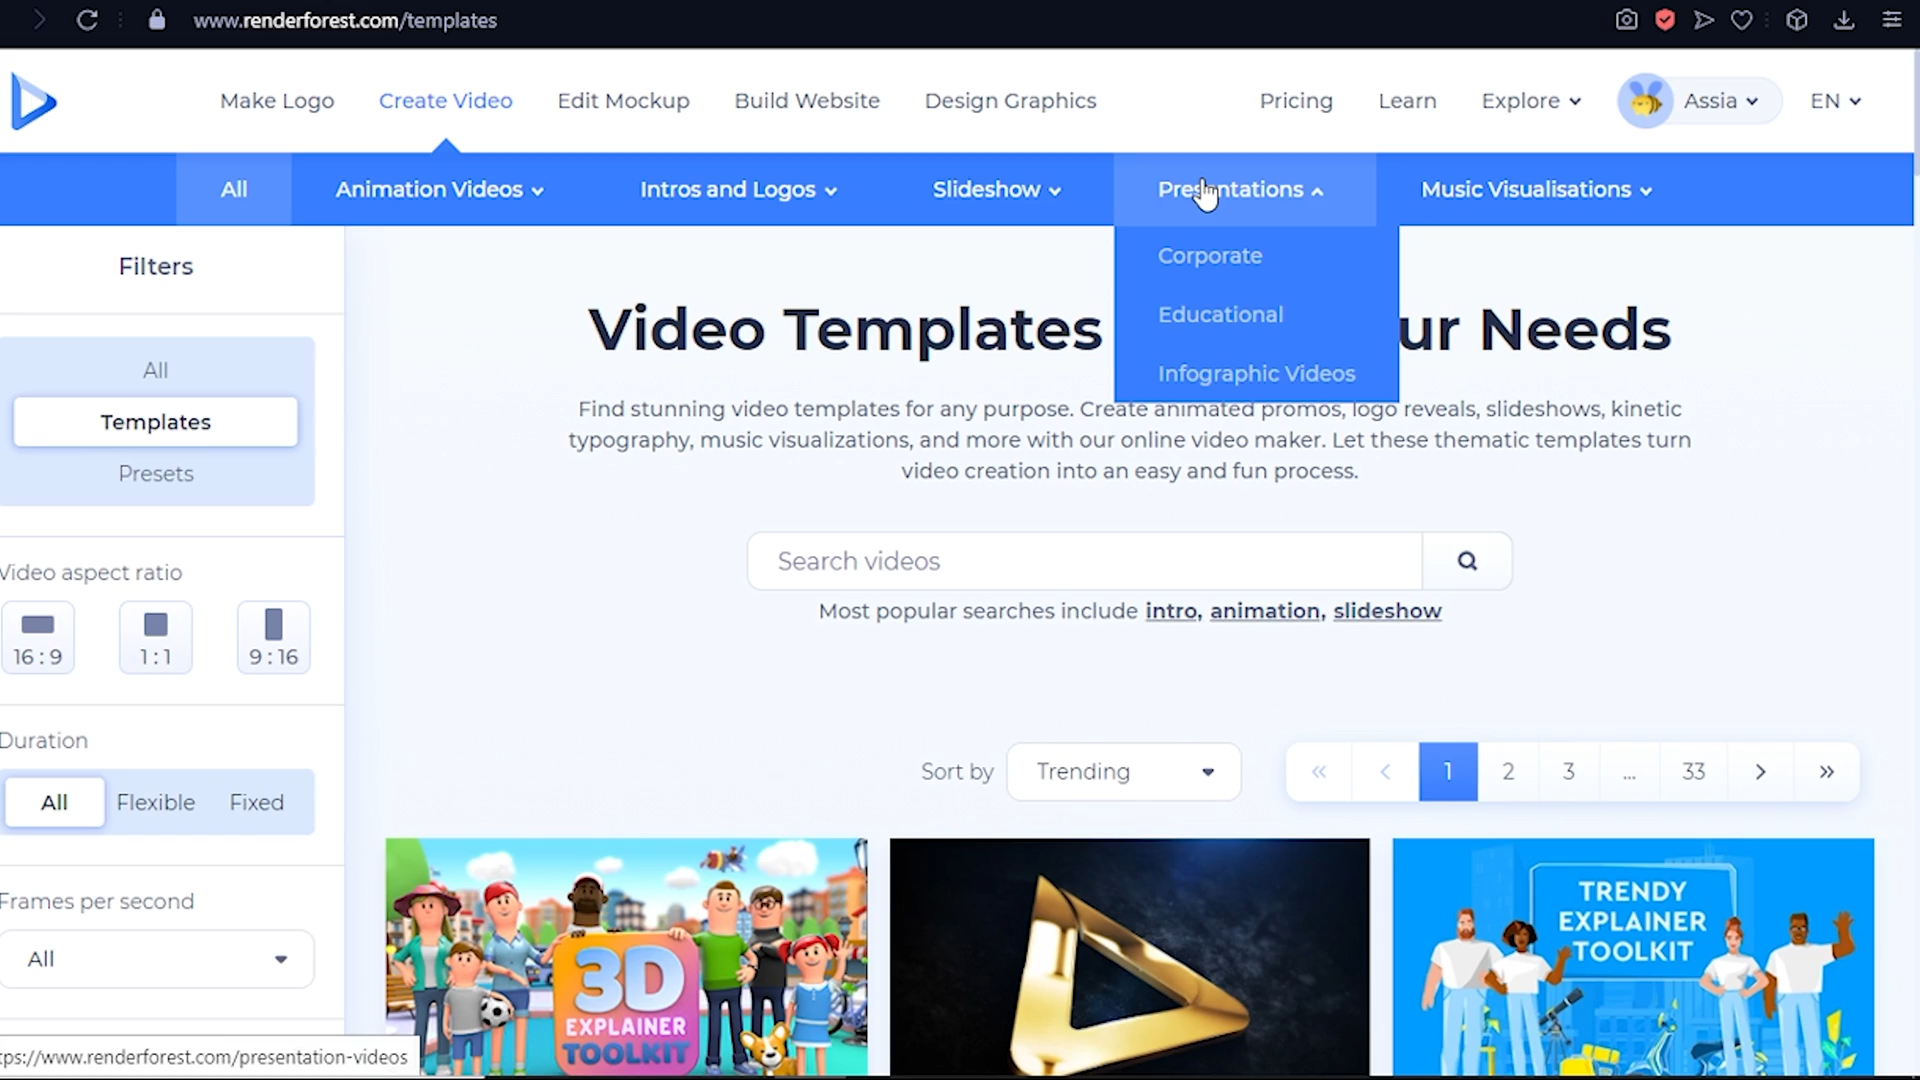 www.renderforest.com/templates
Make Logo
Create Video
Edit Mockup
Build Website
Design Graphics
Pricing
Learn
Explore
Assia
EN
All
Animation Videos
Intros and Logos
Slideshow
Presentations
Music Visualisations
Corporate
Educational
Infographic Videos
Filters
All
Templates
Presets
Video aspect ratio
16 : 9
1 : 1
9 : 16
Duration
All
Flexible
Fixed
Frames per second
All
Video Templates
ur Needs
Find stunning video templates for any purpose. Create animated promos, logo reveals, slideshows, kinetic
typography, music visualizations, and more with our online video maker. Let these thematic templates turn
video creation into an easy and fun process.
Search videos
Most popular searches include intro, animation, slideshow
Sort by
Trending
« < 1 2 3 ... 33 > »
3D
EXPLAINER
TOOLKIT
TRENDY
EXPLAINER
TOOLKIT
tps://www.renderforest.com/presentation-videos